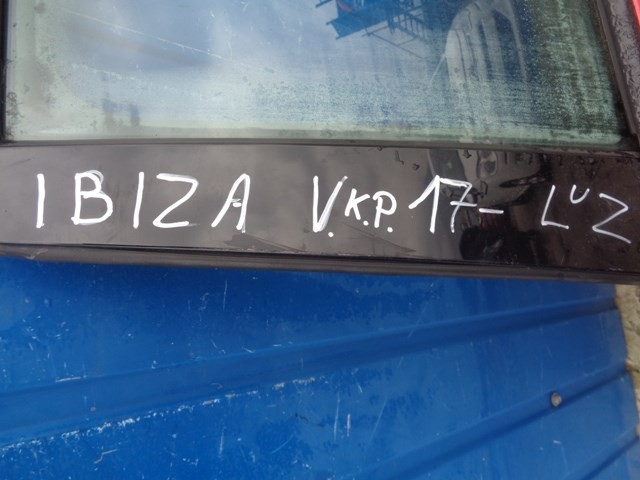 IBIZA V.K.P. 17- LUZ